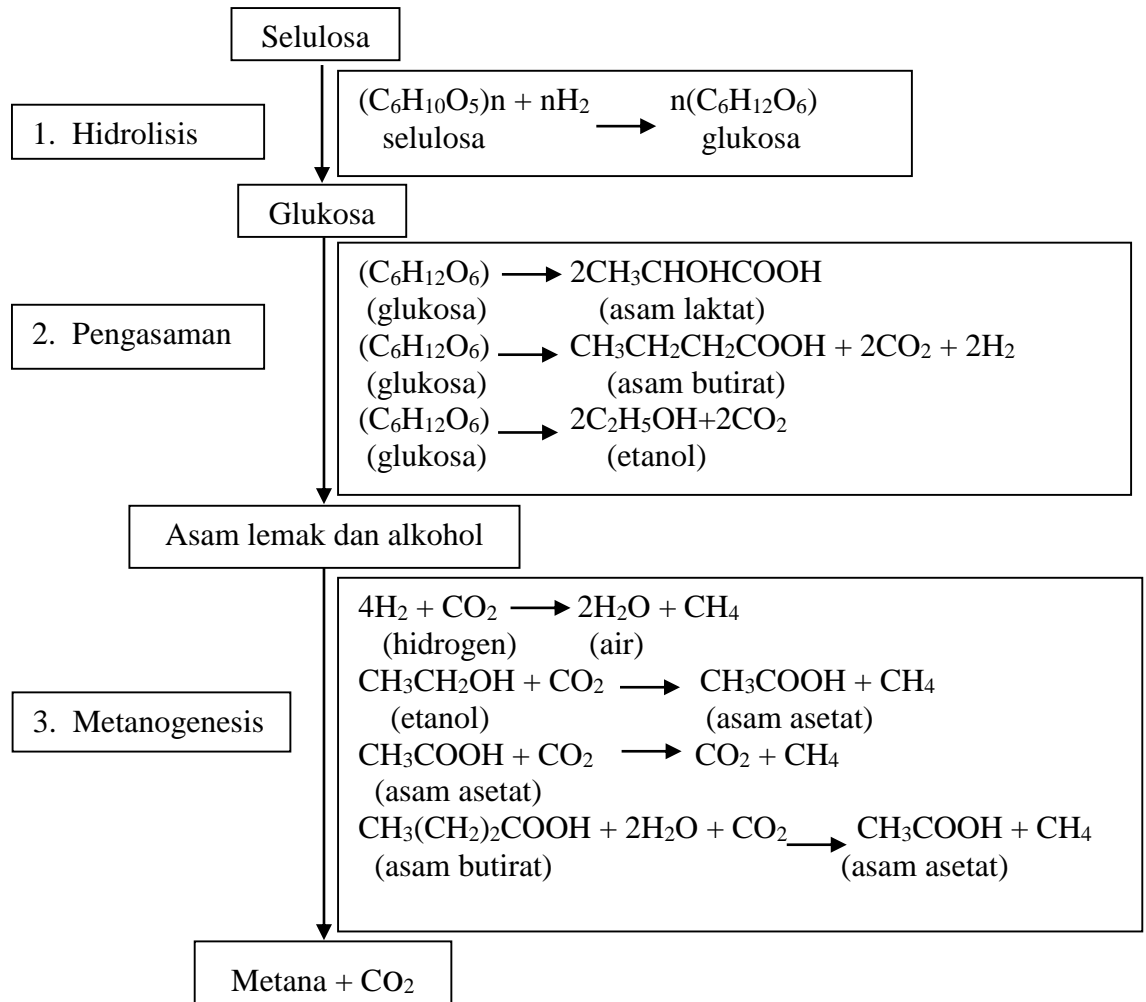 Selulosa
1. Hidrolisis
(C₆H₁₀O₅)n + nH₂ → n(C₆H₁₂O₆)
selulosa glukosa
Glukosa
2. Pengasaman
(C₆H₁₂O₆) → 2CH₃CHOHCOOH
(glukosa) (asam laktat)
(C₆H₁₂O₆) → CH₃CH₂CH₂COOH + 2CO₂ + 2H₂
(glukosa) (asam butirat)
(C₆H₁₂O₆) → 2C₂H₅OH+2CO₂
(glukosa) (etanol)
Asam lemak dan alkohol
3. Metanogenesis
4H₂ + CO₂ → 2H₂O + CH₄
(hidrogen) (air)
CH₃CH₂OH + CO₂ → CH₃COOH + CH₄
(etanol) (asam asetat)
CH₃COOH + CO₂ → CO₂ + CH₄
(asam asetat)
CH₃(CH₂)₂COOH + 2H₂O + CO₂ → CH₃COOH + CH₄
(asam butirat) (asam asetat)
Metana + CO₂